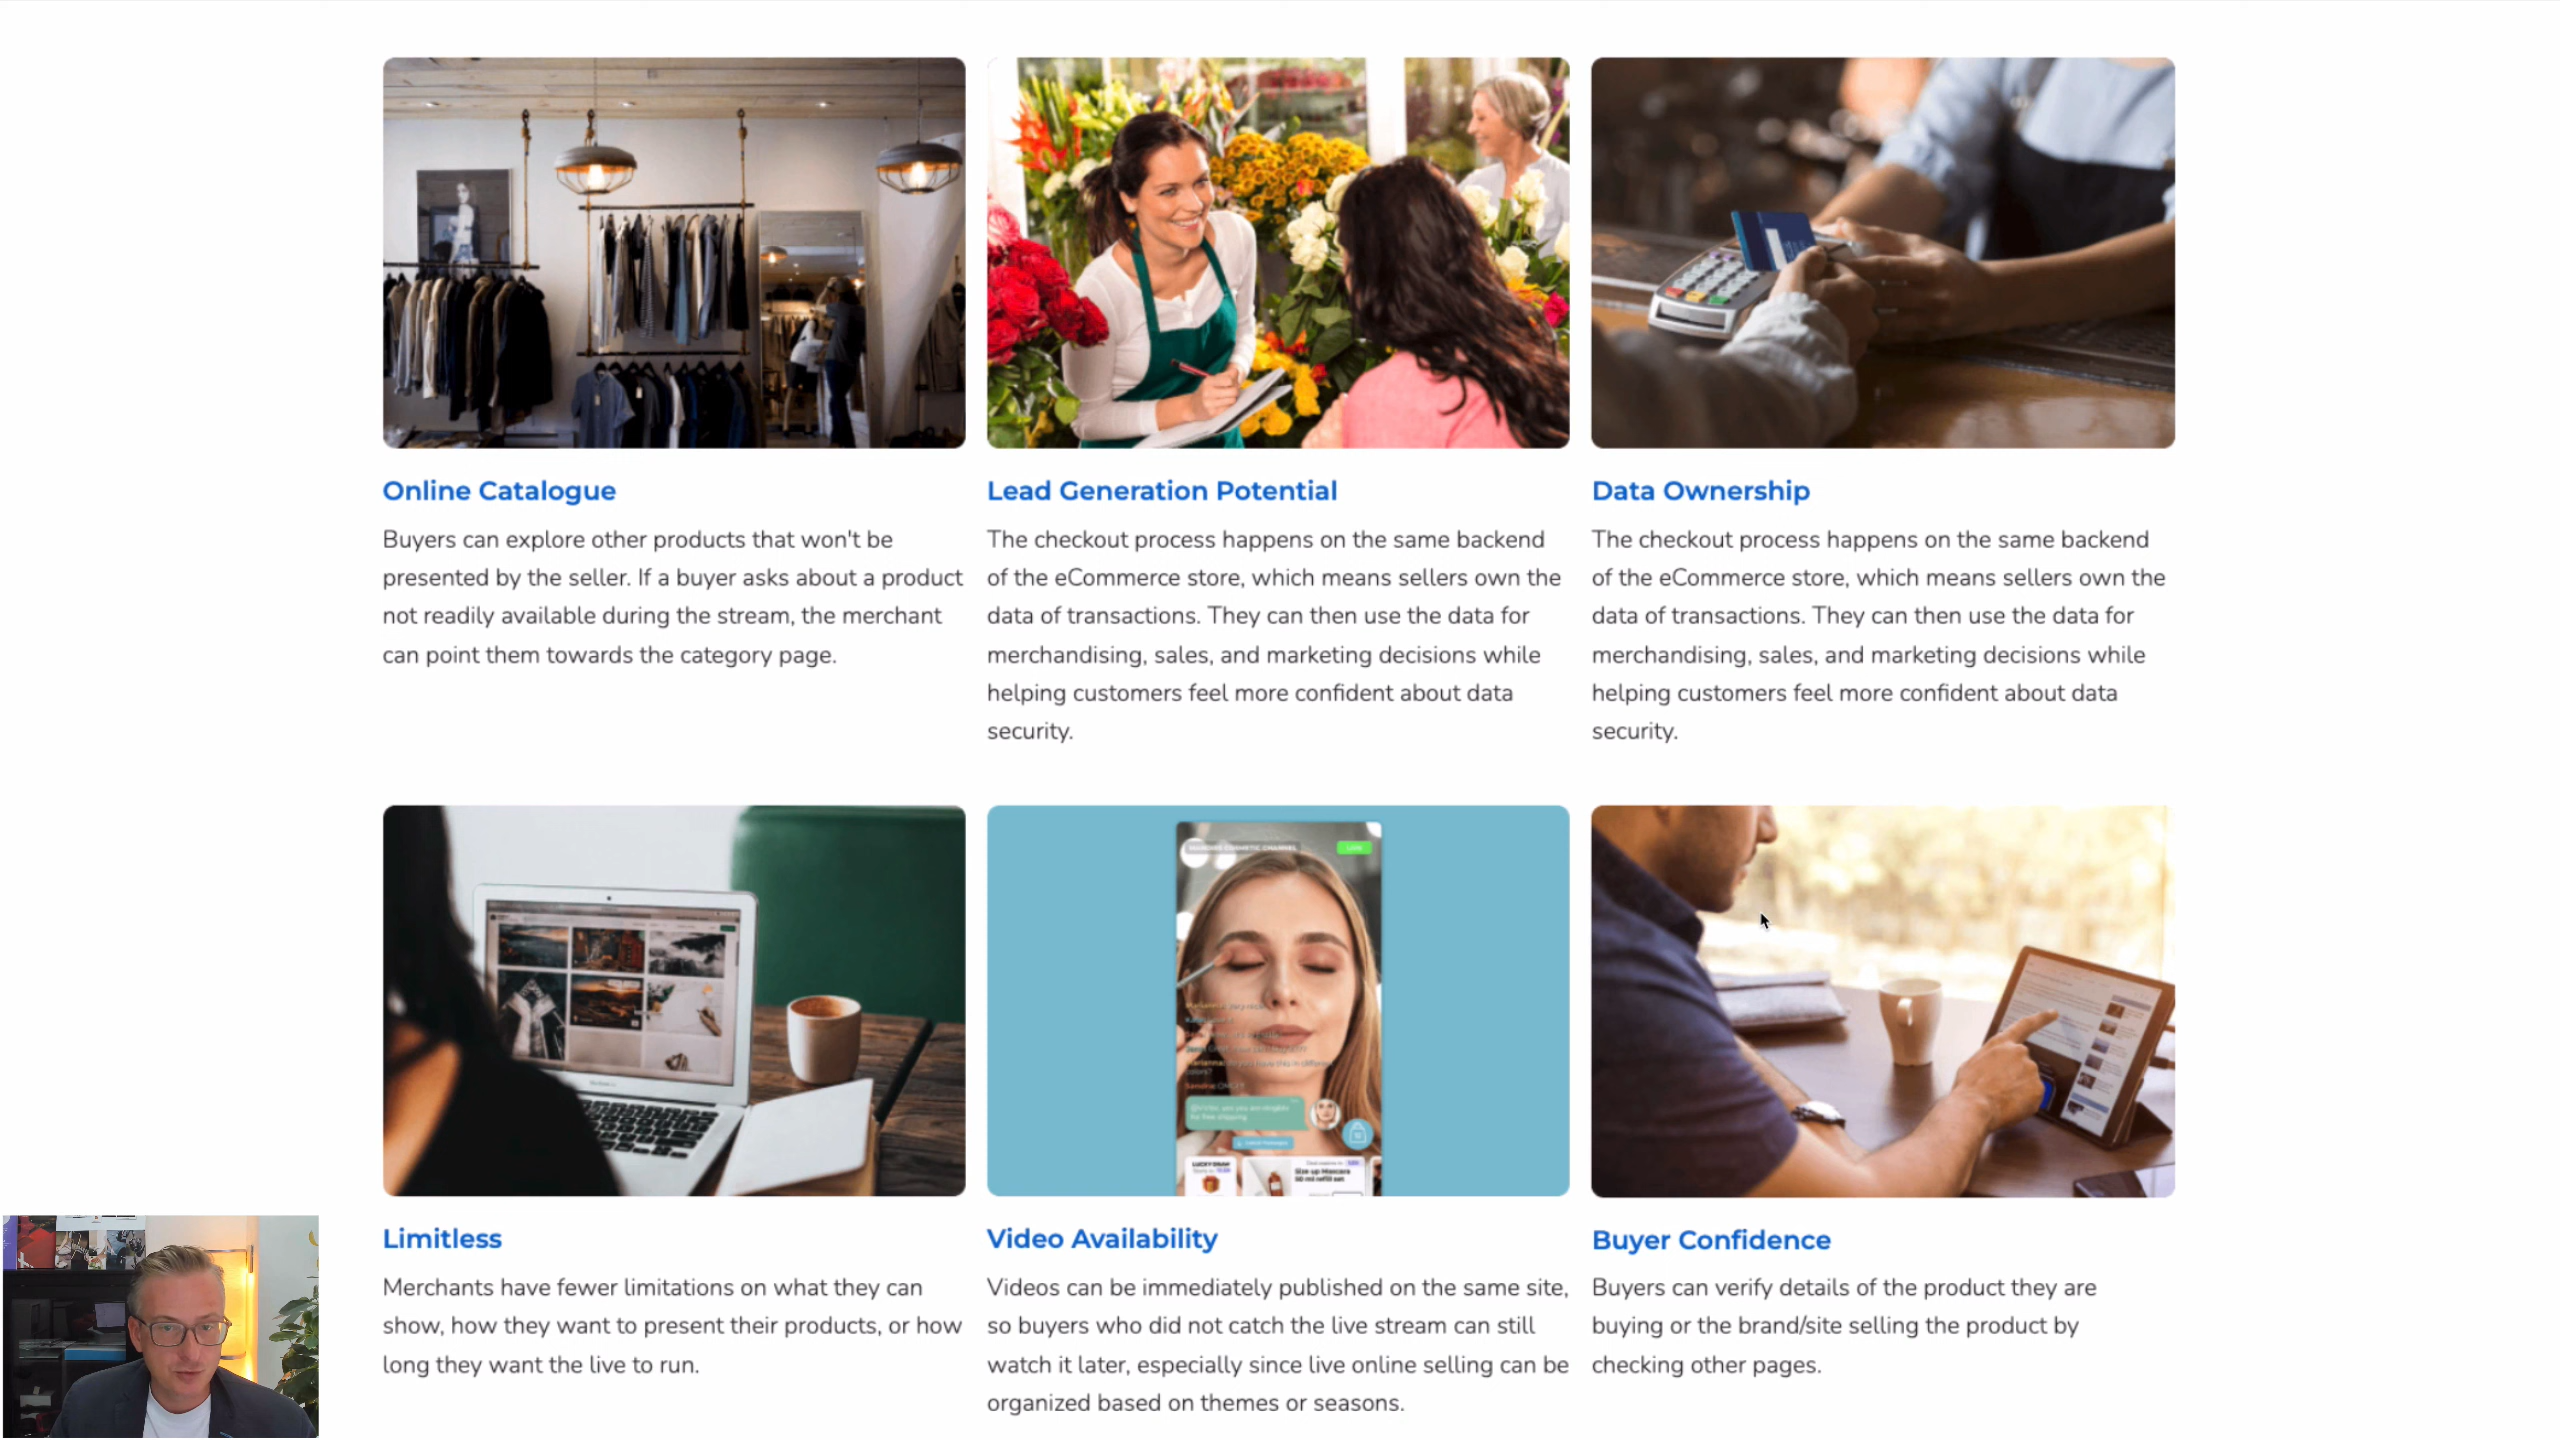 Online Catalogue
Buyers can explore other products that won't be
presented by the seller. If a buyer asks about a product
not readily available during the stream, the merchant
can point them towards the category page.
Lead Generation Potential
The checkout process happens on the same backend
of the eCommerce store, which means sellers own the
data of transactions. They can then use the data for
merchandising, sales, and marketing decisions while
helping customers feel more confident about data
security.
Data Ownership
The checkout process happens on the same backend
of the eCommerce store, which means sellers own the
data of transactions. They can then use the data for
merchandising, sales, and marketing decisions while
helping customers feel more confident about data
security.
LUCKY DRAW
Size up Mascara
50 ml refill set
Limitless
Merchants have fewer limitations on what they can
show, how they want to present their products, or how
long they want the live to run.
Video Availability
Videos can be immediately published on the same site,
so buyers who did not catch the live stream can still
watch it later, especially since live online selling can be
organized based on themes or seasons.
Buyer Confidence
Buyers can verify details of the product they are
buying or the brand/site selling the product by
checking other pages.